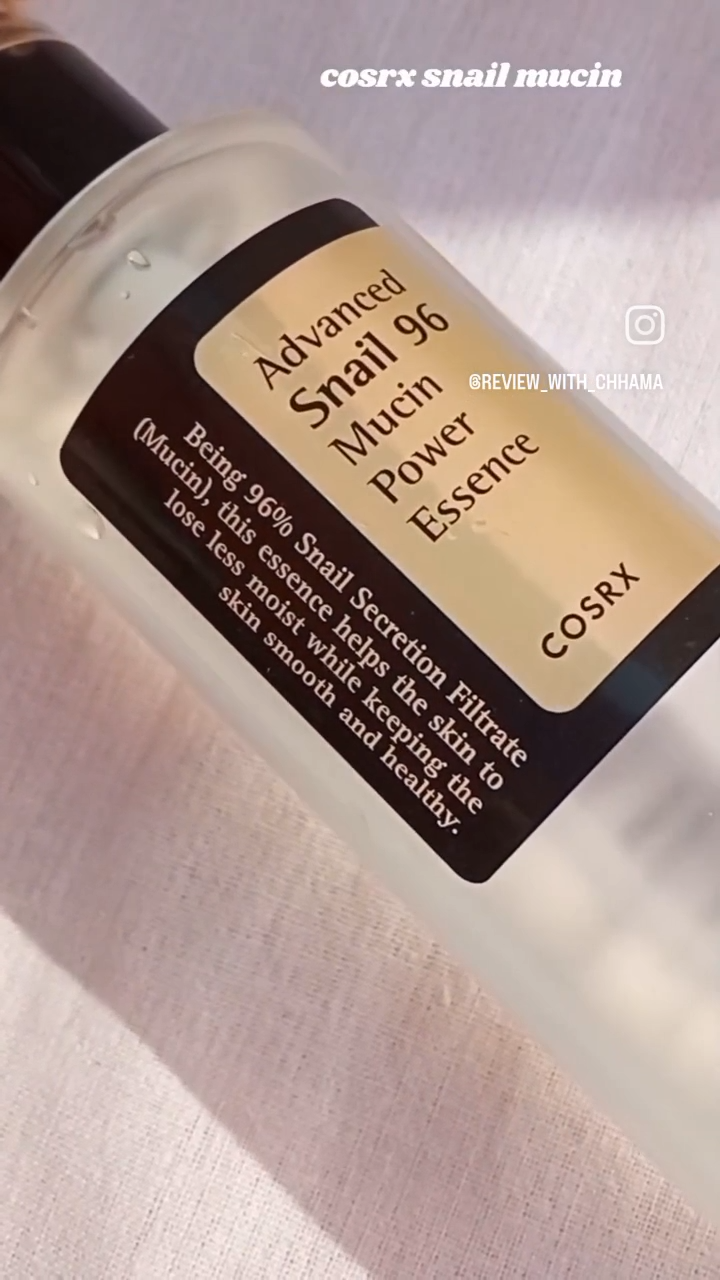 cosrx snail mucin
@REVIEW_WITH_CHHAMA
Advanced
Snail 96
Mucin
Power
Essence
COSRX
Being 96% Snail Secretion Filtrate
(Mucin), this essence helps the skin to
lose less moist while keeping the
skin smooth and healthy.